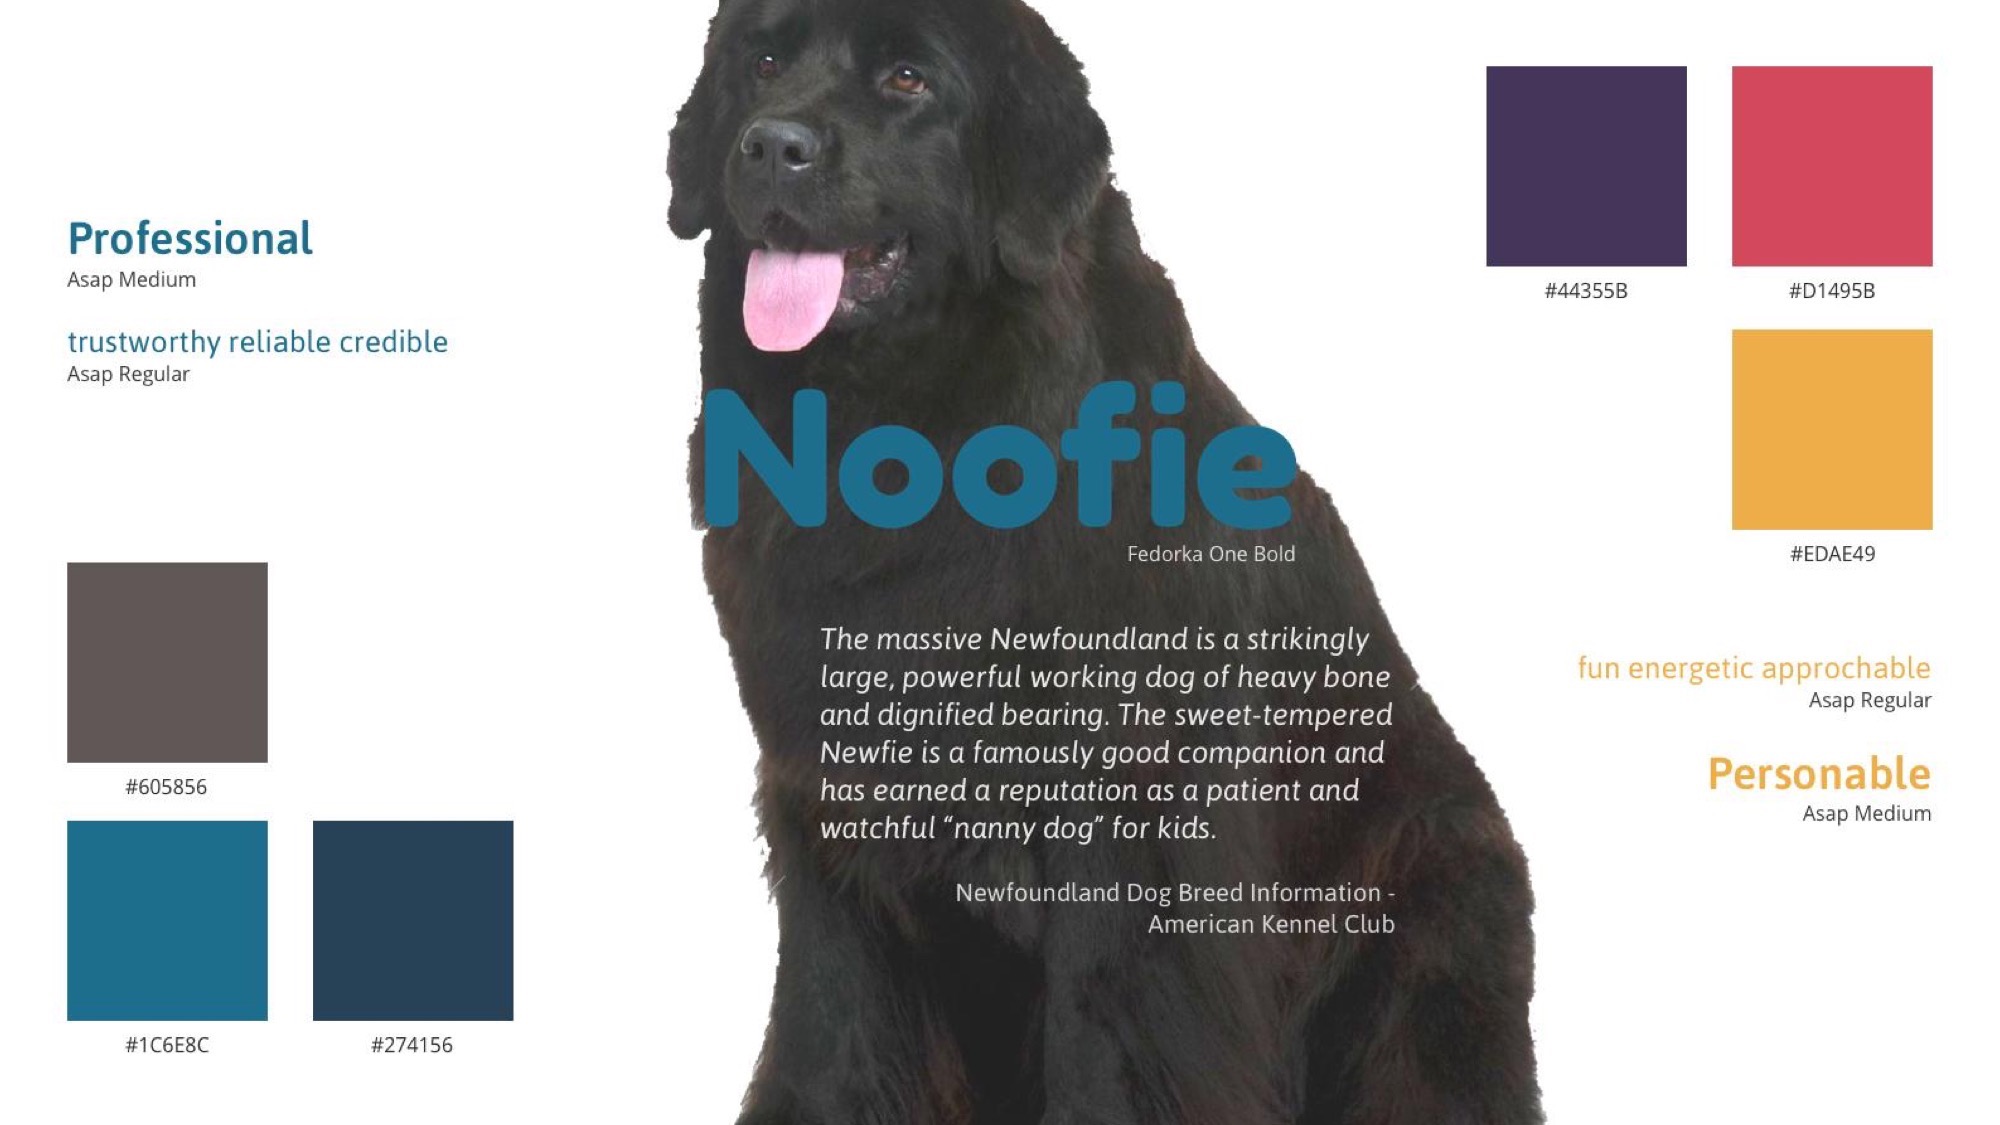 Professional
Asap Medium
trustworthy reliable credible
Asap Regular
#605856
#1C6E8C
#274156
Noofie
Fedorka One Bold
The massive Newfoundland is a strikingly
large, powerful working dog of heavy bone
and dignified bearing. The sweet-tempered
Newfie is a famously good companion and
has earned a reputation as a patient and
watchful “nanny dog” for kids.
Newfoundland Dog Breed Information -
American Kennel Club
#44355B
#D1495B
#EDAE49
fun energetic approchable
Asap Regular
Personable
Asap Medium